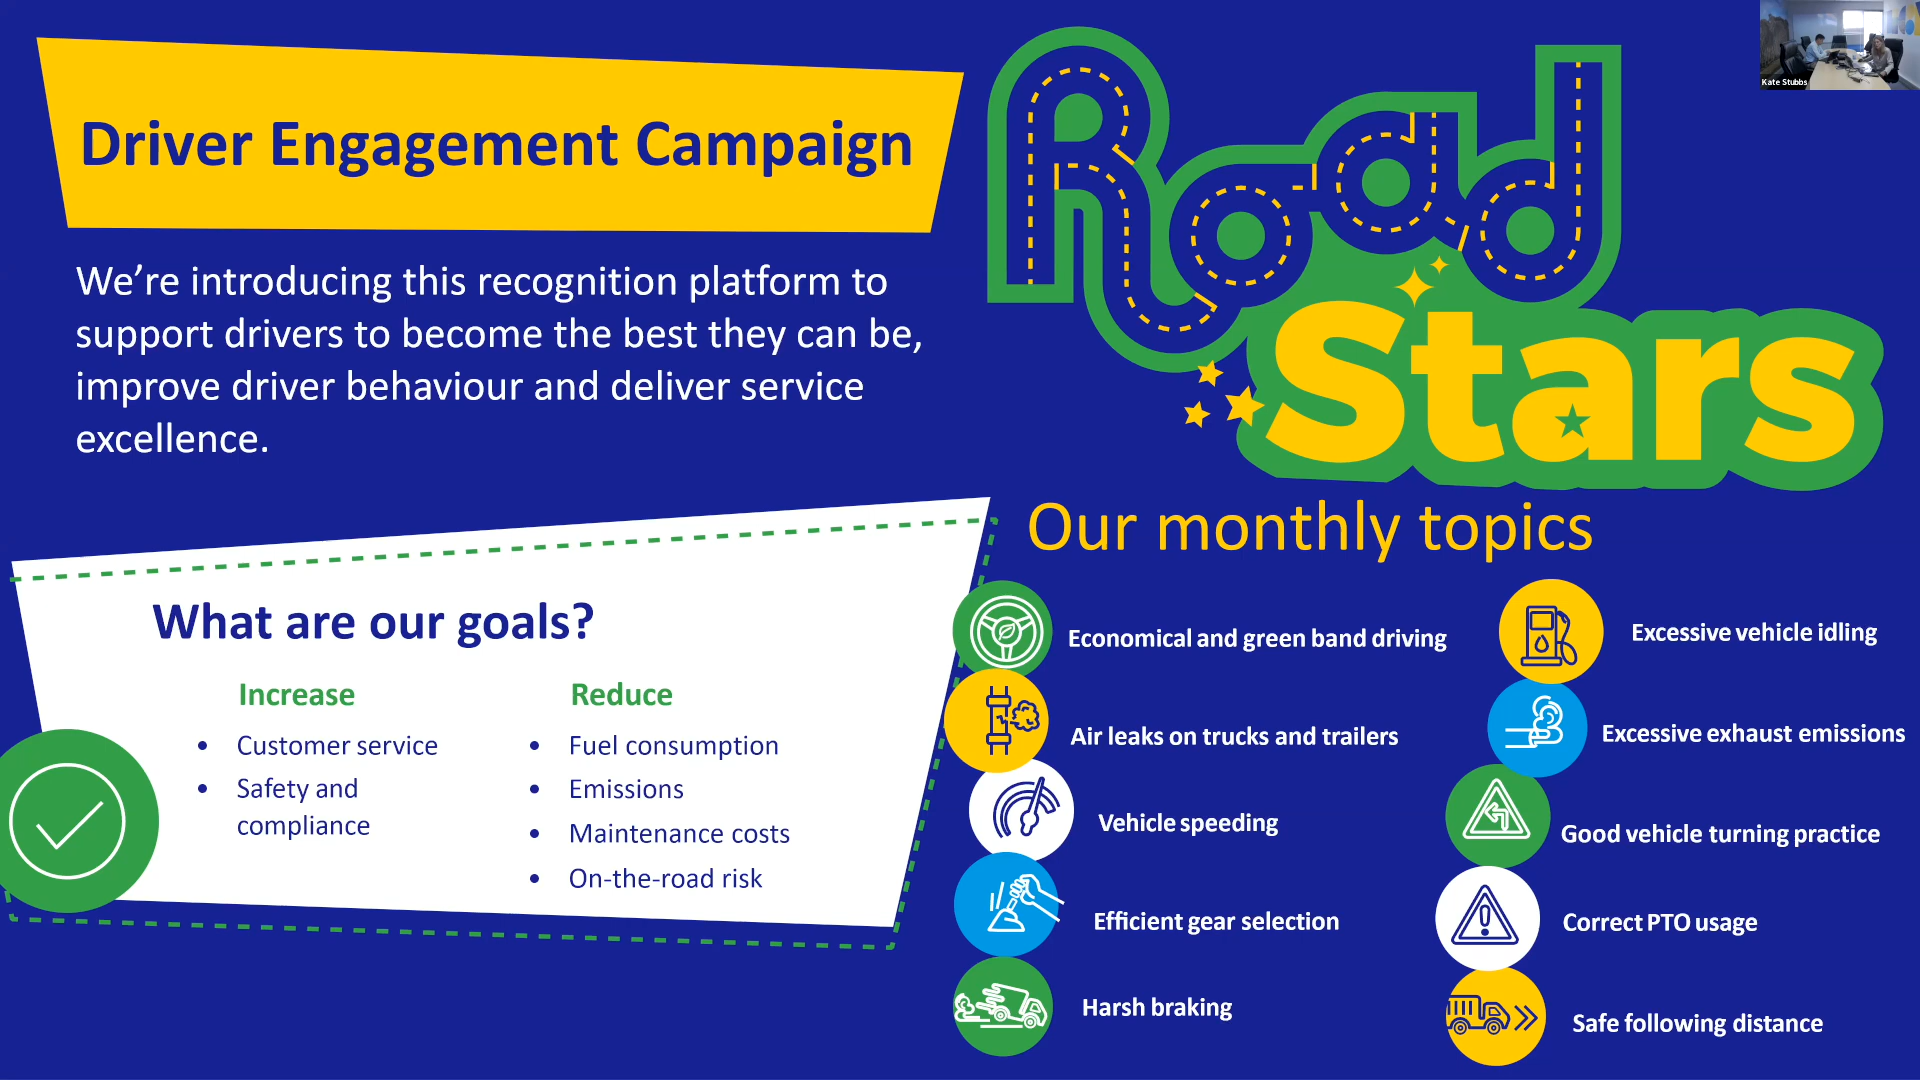 Driver Engagement Campaign
We’re introducing this recognition platform to
support drivers to become the best they can be,
improve driver behaviour and deliver service
excellence.
Road
Stars
Kate Stubbs
What are our goals?
Increase
• Customer service
• Safety and
compliance
Reduce
• Fuel consumption
• Emissions
• Maintenance costs
• On-the-road risk
Our monthly topics
Economical and green band driving
Air leaks on trucks and trailers
Vehicle speeding
Efficient gear selection
Harsh braking
Excessive vehicle idling
Excessive exhaust emissions
Good vehicle turning practice
Correct PTO usage
Safe following distance